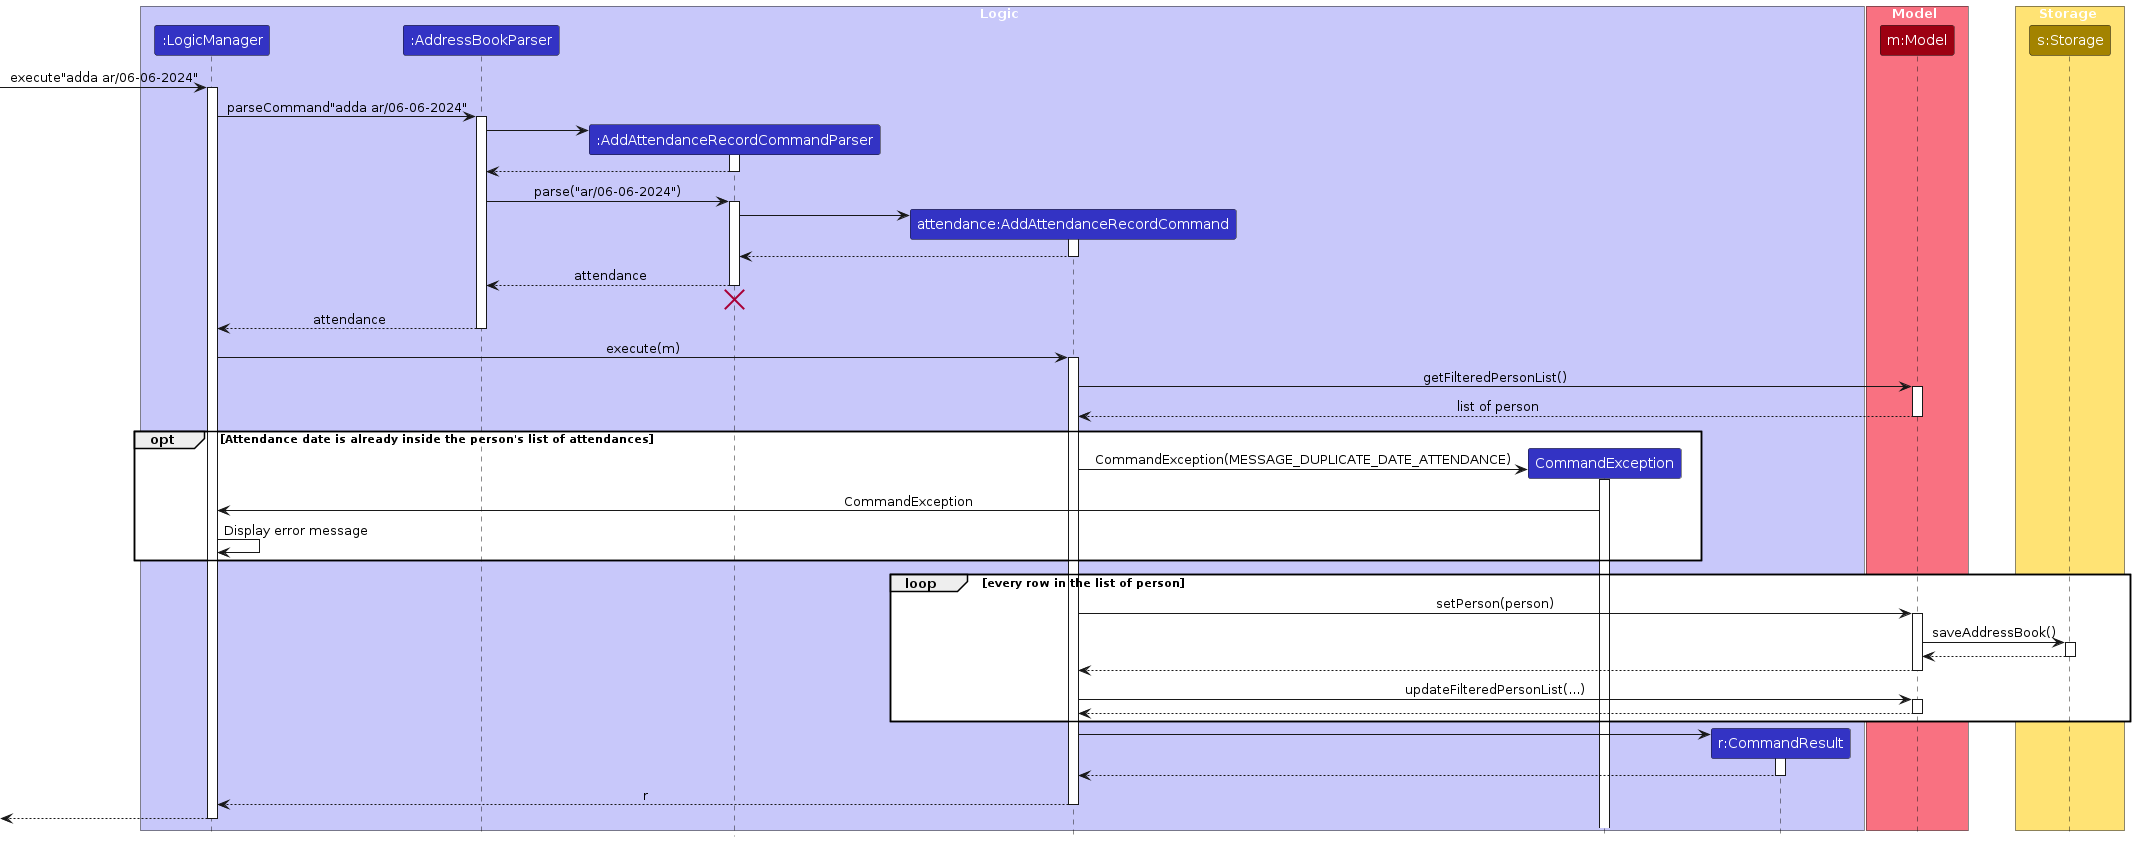 Logic
Model
Storage
:LogicManager
:AddressBookParser
m:Model
s:Storage
execute"adda ar/06-06-2024"
parseCommand"adda ar/06-06-2024"
:AddAttendanceRecordCommandParser
parse("ar/06-06-2024")
attendance:AddAttendanceRecordCommand
attendance
attendance
execute(m)
getFilteredPersonList()
list of person
opt
[Attendance date is already inside the person's list of attendances]
CommandException(MESSAGE_DUPLICATE_DATE_ATTENDANCE)
CommandException
CommandException
Display error message
loop
[every row in the list of person]
setPerson(person)
saveAddressBook()
updateFilteredPersonList(...)
r:CommandResult
r